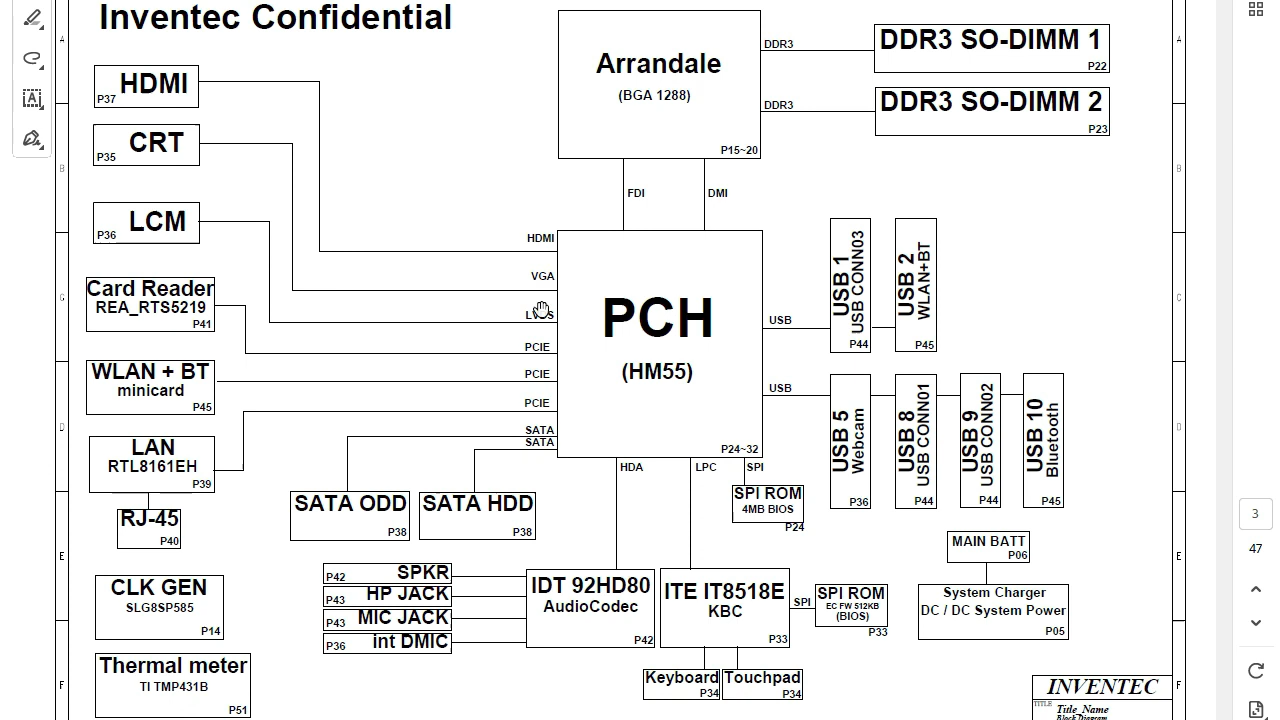 Inventec Confidential
A
A
B
B
C
C
D
D
E
E
F
F
HDMI
P37
CRT
P35
LCM
P36
Card Reader
REA_RTS5219
P41
WLAN + BT
minicard
P45
LAN
RTL8161EH
P39
RJ-45
P40
CLK GEN
SLG8SP585
P14
Thermal meter
TI TMP431B
P51
Arrandale
(BGA 1288)
P15~20
DDR3
DDR3 SO-DIMM 1
P22
DDR3
DDR3 SO-DIMM 2
P23
FDI
DMI
HDMI
VGA
LVDS
PCIE
PCIE
PCIE
SATA
SATA
PCH
(HM55)
P24~32
USB
USB
HDA
LPC
SPI
USB 1
USB CONN03
P44
USB 2
WLAN+BT
P45
USB 5
Webcam
P36
USB 8
USB CONN01
P44
USB 9
USB CONN02
P44
USB 10
Bluetooth
P45
SATA ODD
P38
SATA HDD
P38
SPI ROM
4MB BIOS
P24
MAIN BATT
P06
System Charger
DC / DC System Power
P05
P42 SPKR
P43 HP JACK
P43 MIC JACK
P36 int DMIC
IDT 92HD80
AudioCodec
P42
ITE IT8518E
KBC
P33
SPI
SPI ROM
EC FW 512KB
(BIOS)
P33
Keyboard
P34
Touchpad
P34
INVENTEC
TITLE
Title_Name
Block Diagram
3
47